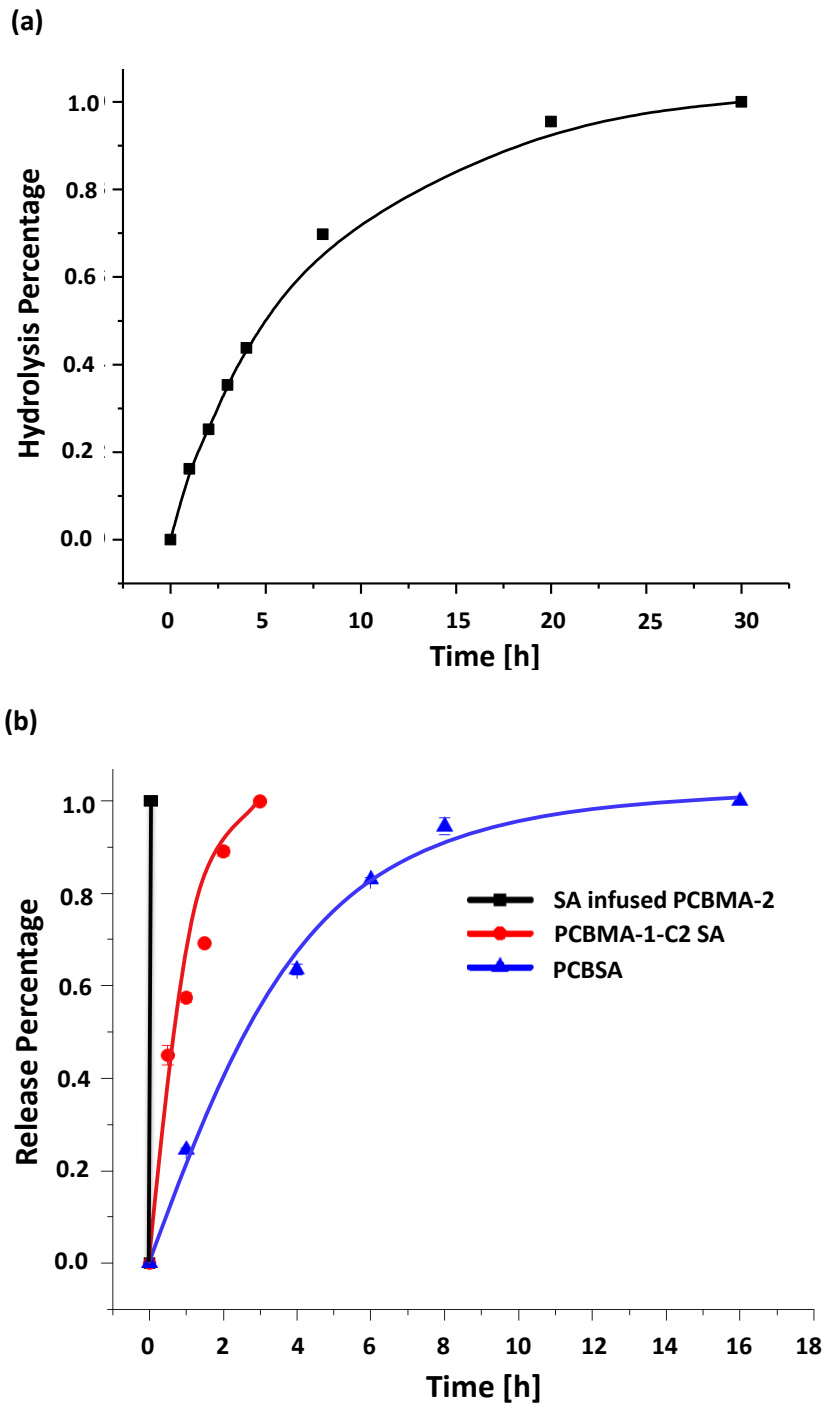 (a)
1.0
0.8
0.6
0.4
0.2
0.0
Hydrolysis Percentage
0 5 10 15 20 25 30
Time [h]
(b)
1.0
0.8
0.6
0.4
0.2
0.0
Release Percentage
SA infused PCBMA-2
PCBMA-1-C2 SA
PCBSA
0 2 4 6 8 10 12 14 16 18
Time [h]